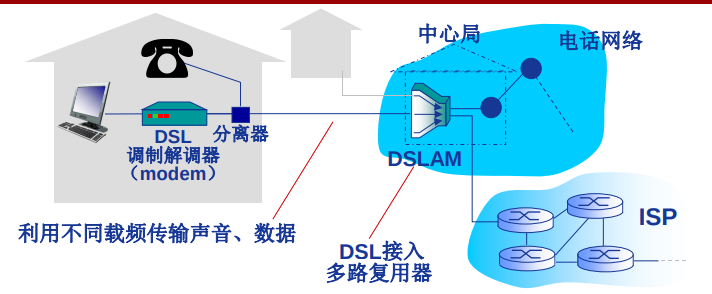 中心局
电话网络
DSL
调制解调器
（modem）
分离器
DSLAM
利用不同载频传输声音、数据
DSL接入
多路复用器
ISP